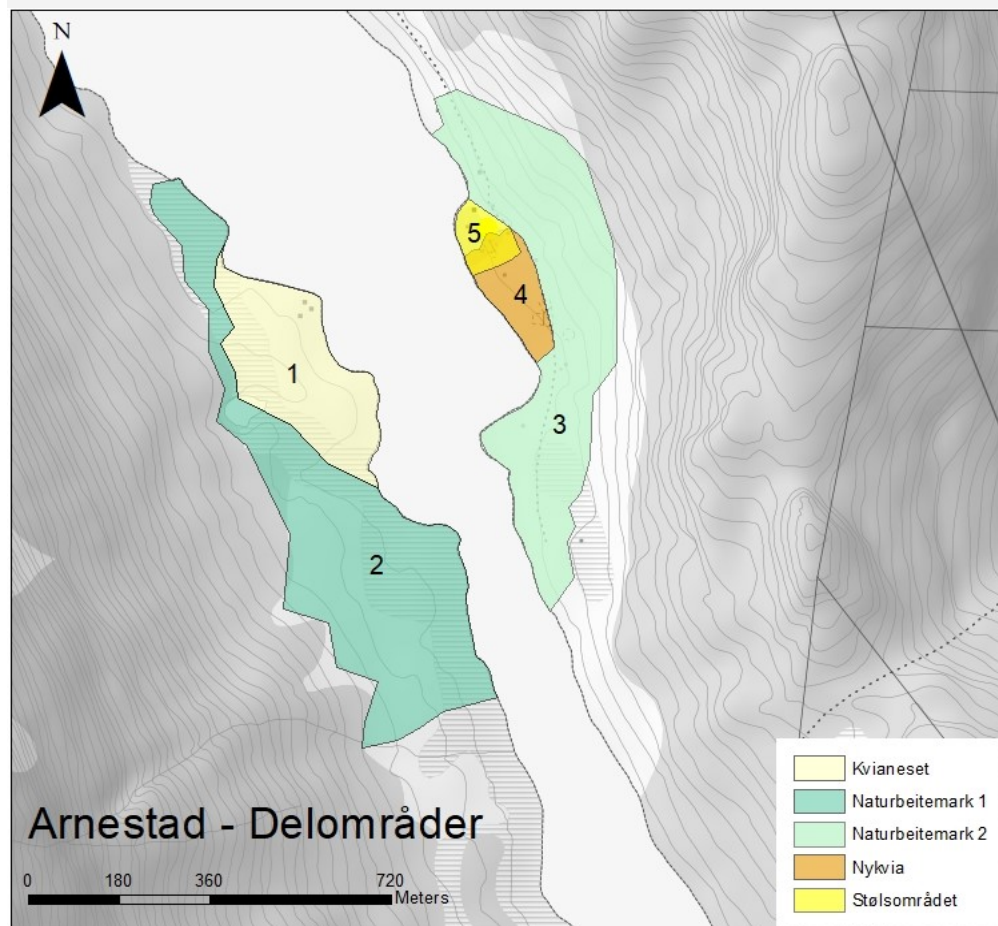 N
5
4
1
3
2
Kvianeset
Naturbeitemark 1
Naturbeitemark 2
Nykvia
Stølsområdet
Arnestad - Delområder
0 180 360 720
Meters